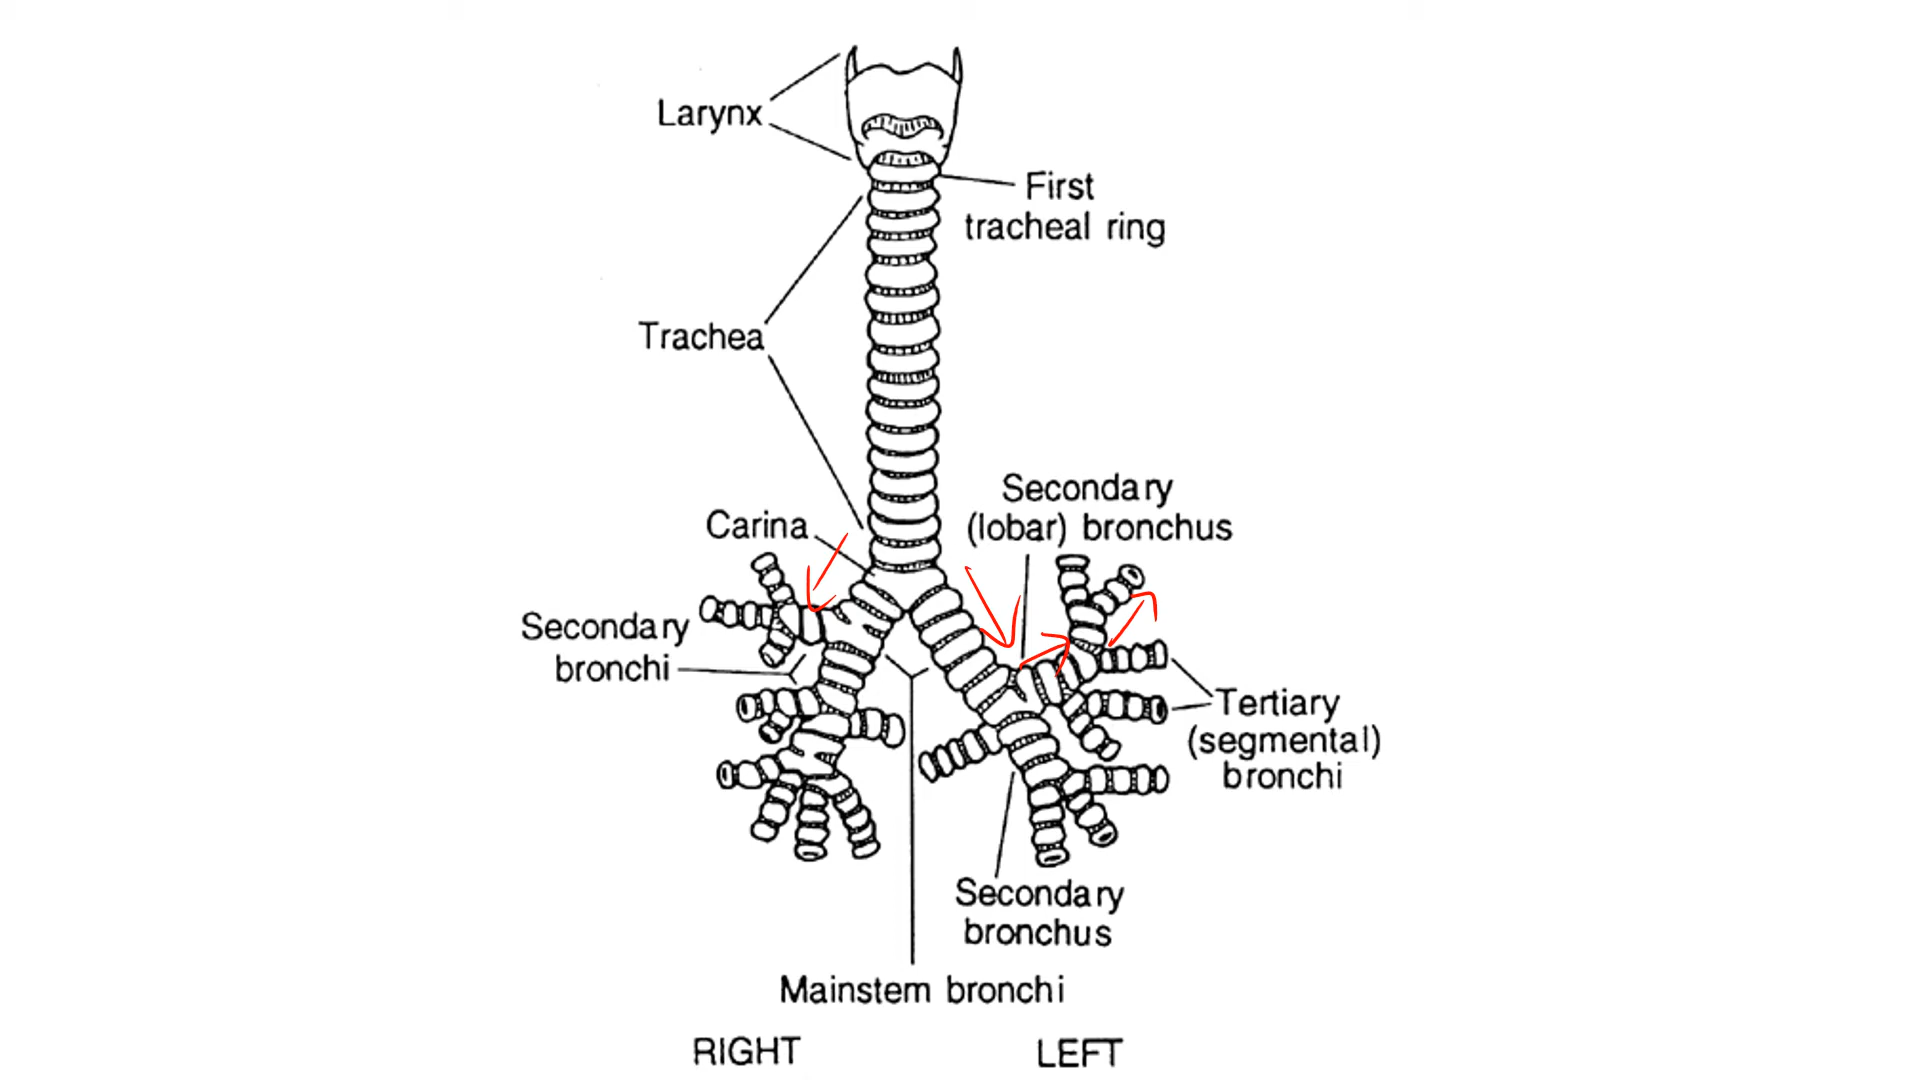 Larynx
First
tracheal ring
Trachea
Secondary
(lobar) bronchus
Carina
Secondary
bronchi
Tertiary
(segmental)
bronchi
Secondary
bronchus
Mainstem bronchi
RIGHT
LEFT